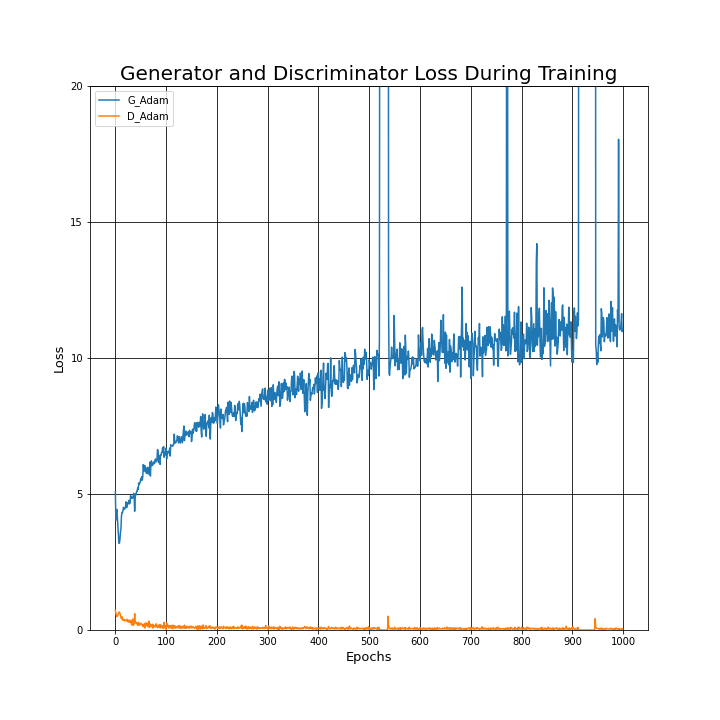 Generator and Discriminator Loss During Training
G_Adam
D_Adam
20
15
10
5
0
Loss
0 100 200 300 400 500 600 700 800 900 1000
Epochs